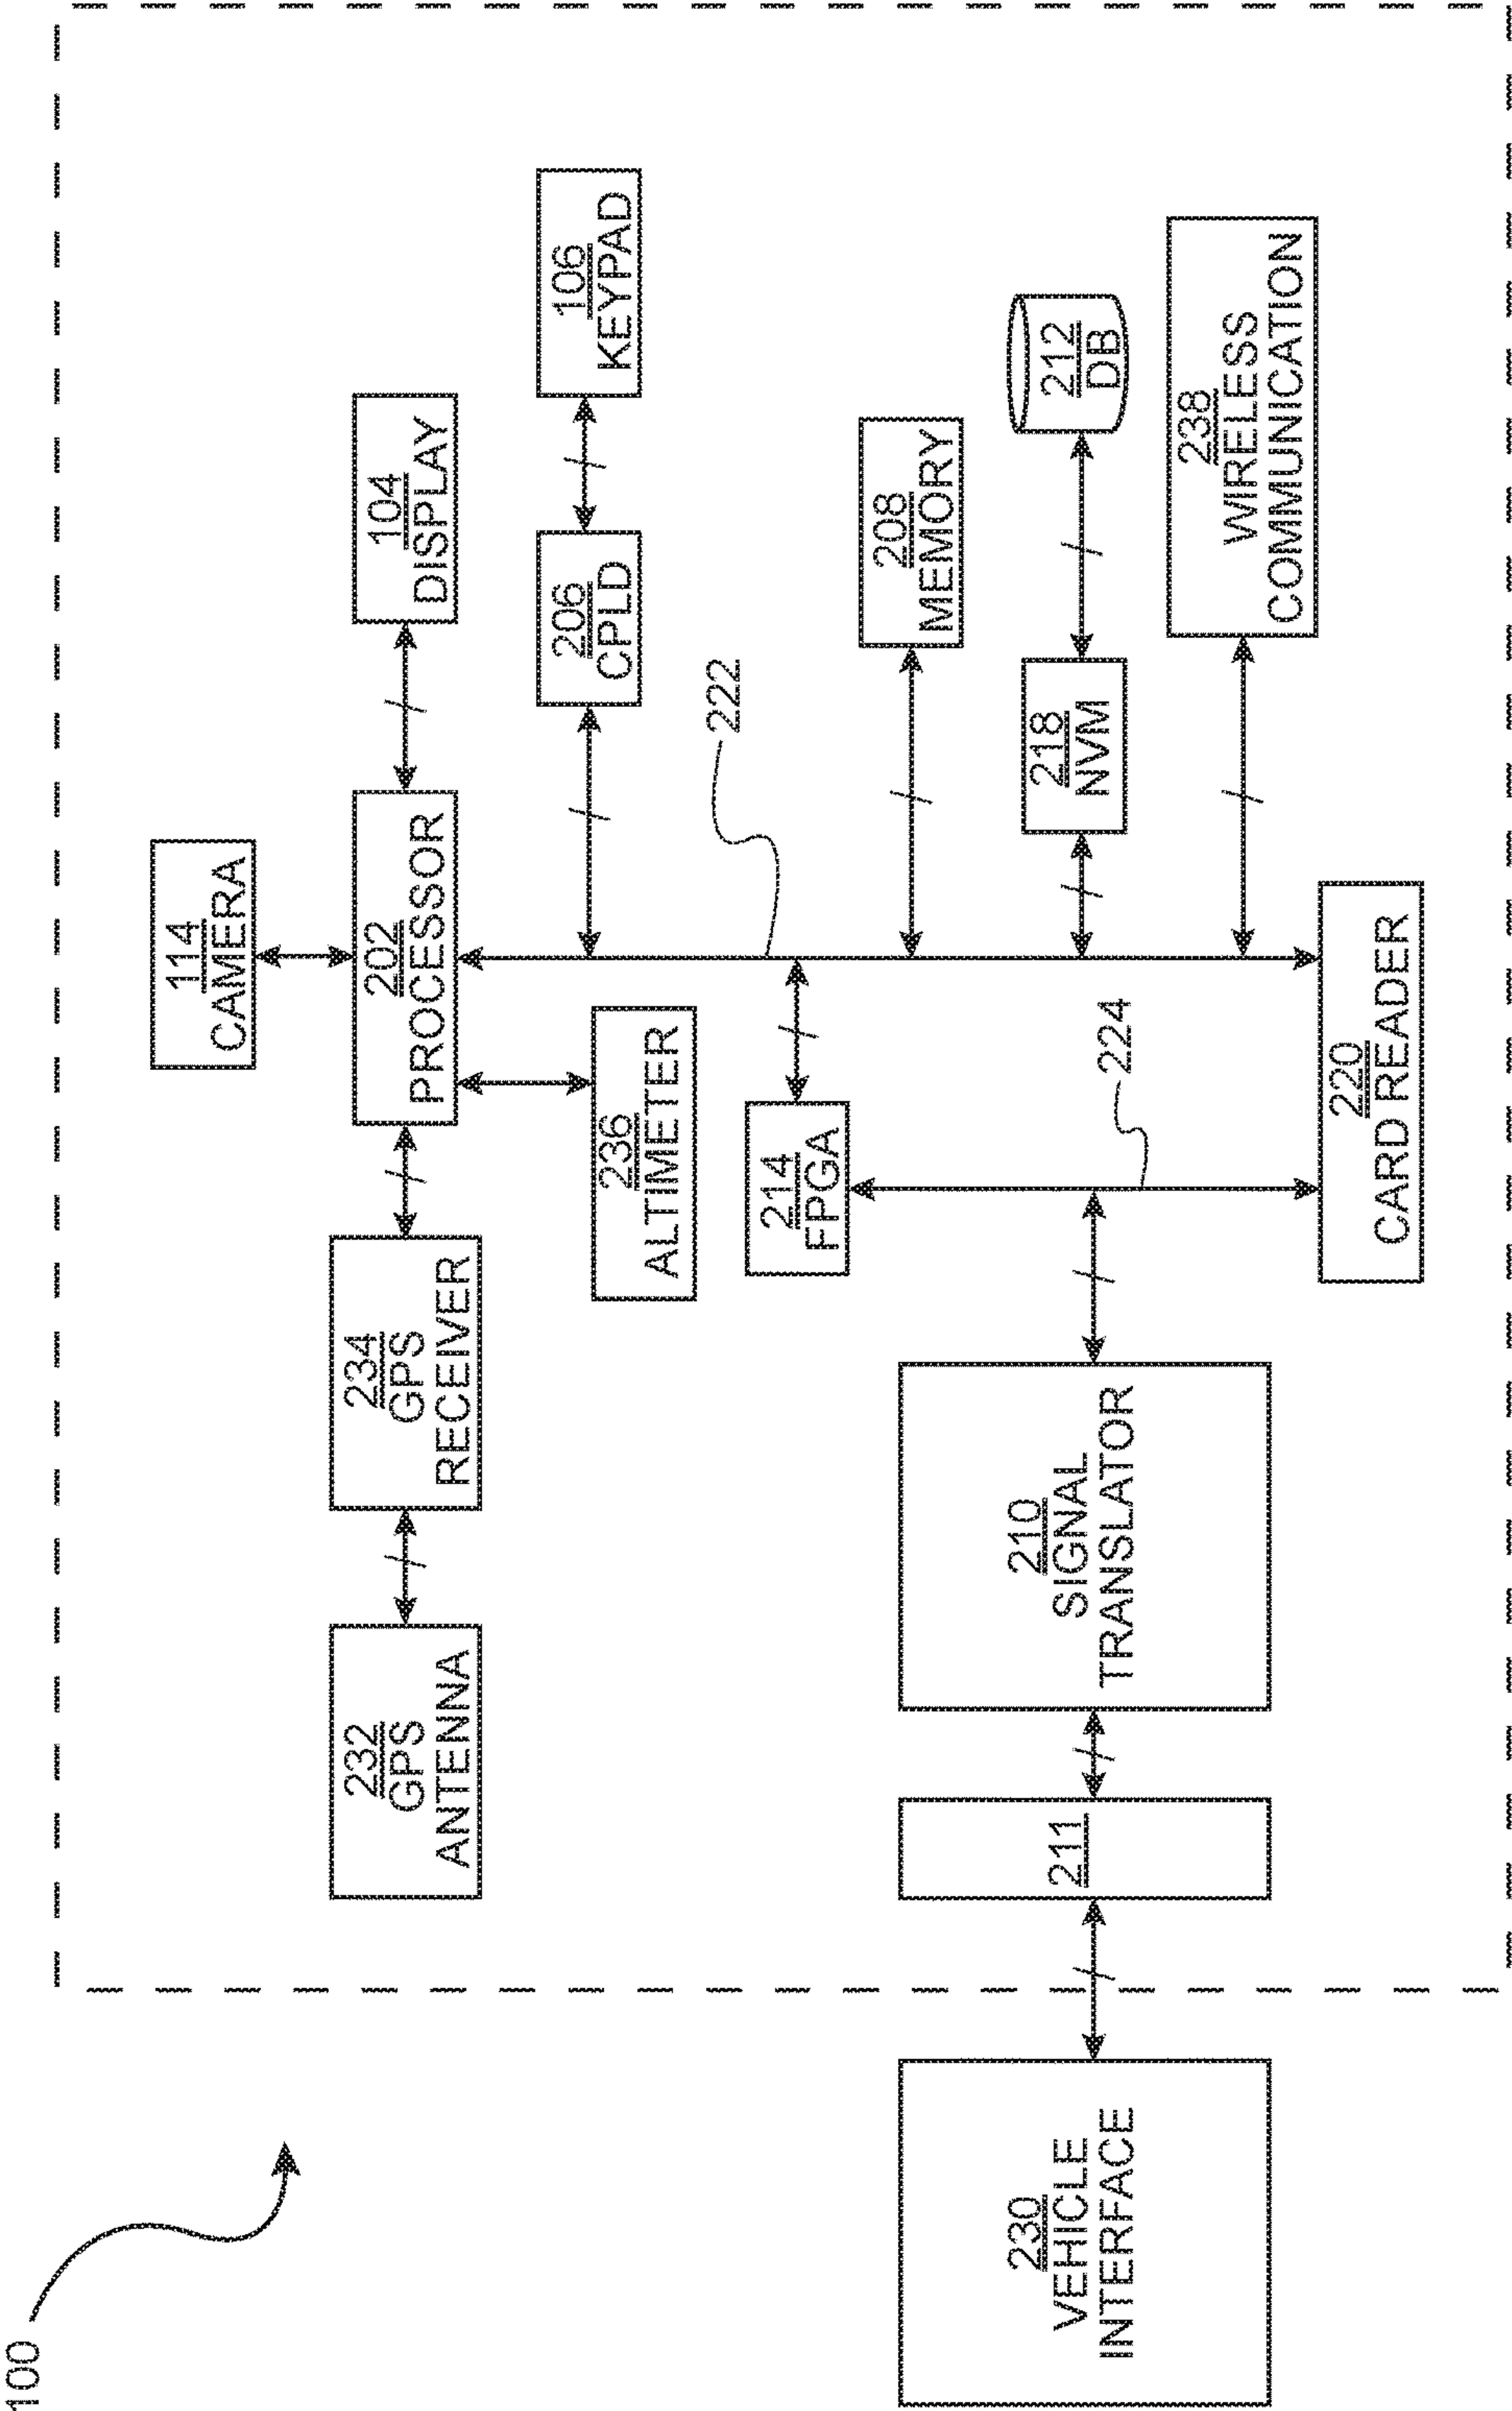 100
114
CAMERA
232
GPS
ANTENNA
234
GPS
RECEIVER
202
PROCESSOR
104
DISPLAY
236
ALTIMETER
206
CPLD
106
KEYPAD
222
214
FPGA
208
MEMORY
230
VEHICLE
INTERFACE
211
210
SIGNAL
TRANSLATOR
224
218
NVM
212
DB
238
WIRELESS
COMMUNICATION
220
CARD READER